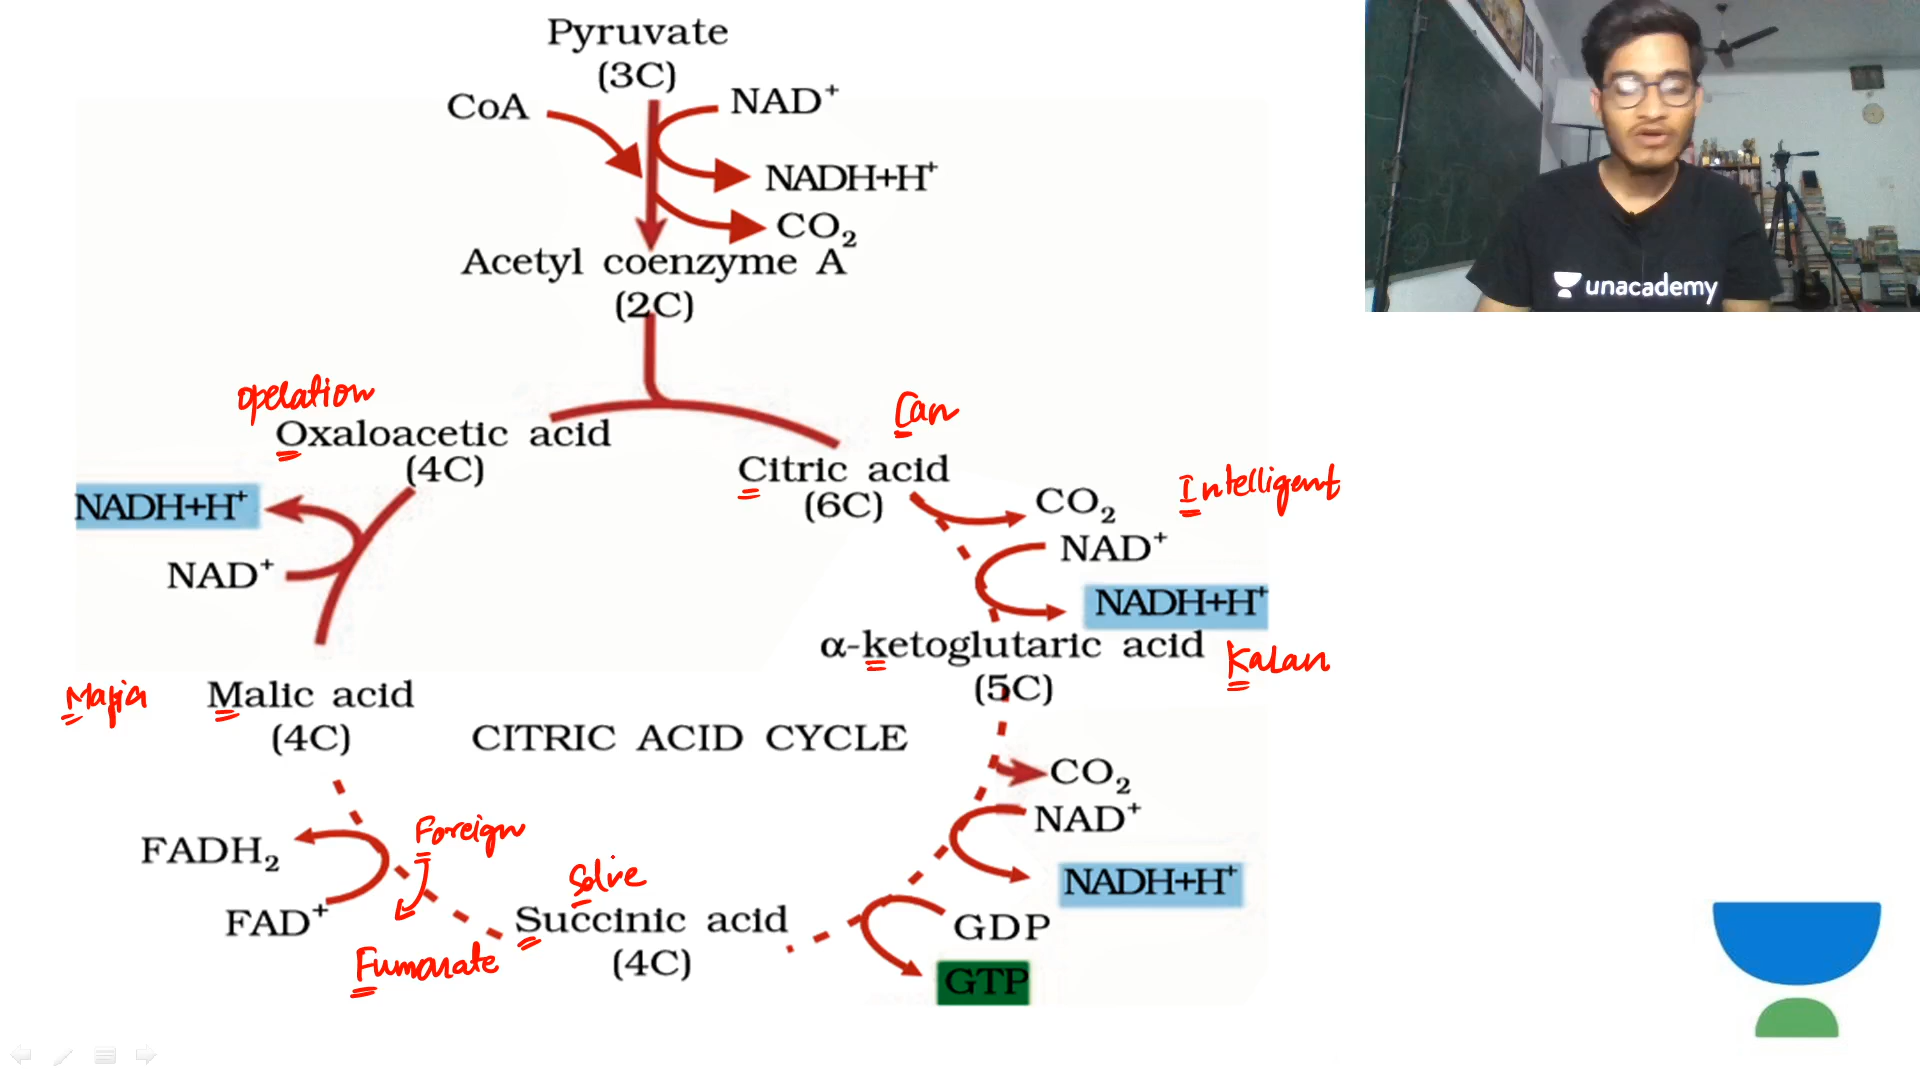 Pyruvate
(3C)
CoA
NAD⁺
NADH+H⁺
CO₂
Acetyl coenzyme A
(2C)
operation
Oxaloacetic acid
(4C)
Can
Citric acid
(6C)
NADH+H⁺
NAD⁺
CO₂
Intelligent
NAD⁺
NADH+H⁺
α-ketoglutaric acid
Kalan
(5C)
Mafia
Malic acid
(4C)
CITRIC ACID CYCLE
CO₂
NAD⁺
NADH+H⁺
FADH₂
FAD⁺
Foreign
Fumarate
Solve
Succinic acid
(4C)
GDP
GTP
unacademy